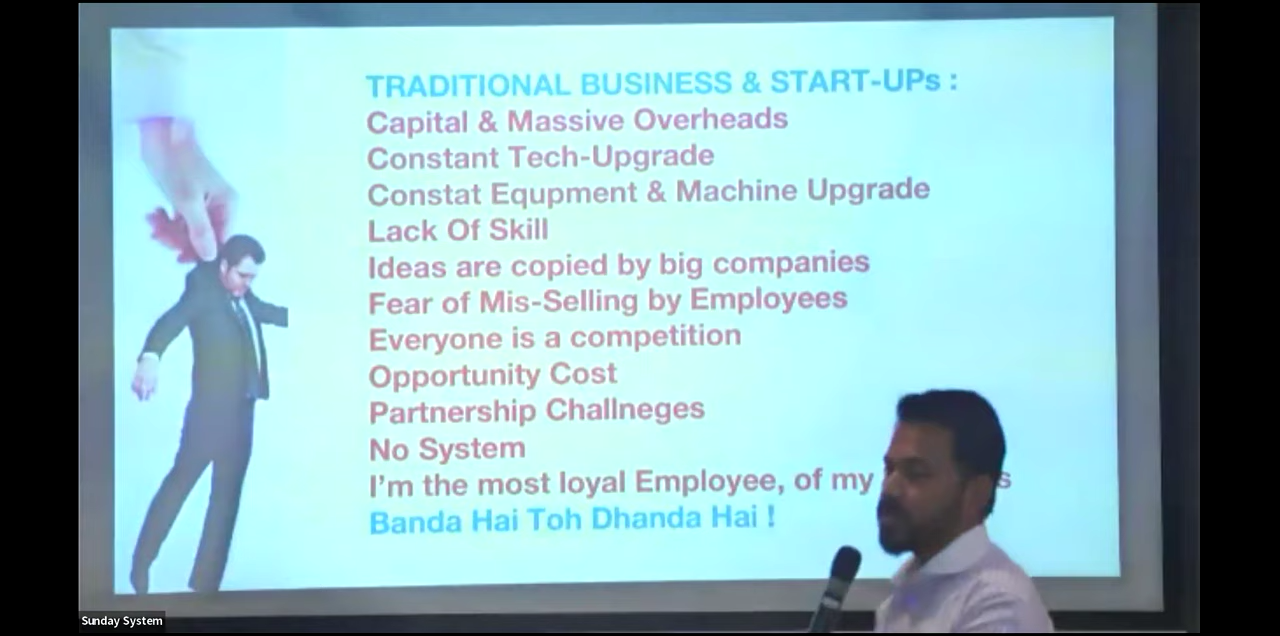 TRADITIONAL BUSINESS & START-UPs :
Capital & Massive Overheads
Constant Tech-Upgrade
Constat Equpment & Machine Upgrade
Lack Of Skill
Ideas are copied by big companies
Fear of Mis-Selling by Employees
Everyone is a competition
Opportunity Cost
Partnership Challneges
No System
I'm the most loyal Employee, of my
Banda Hai Toh Dhanda Hai !
Sunday System